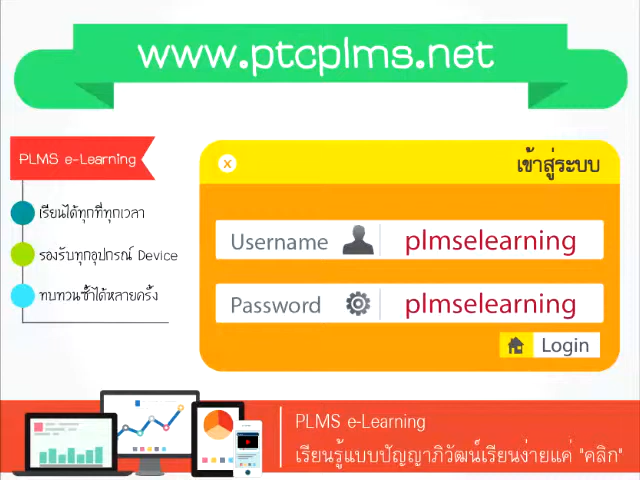 www.ptcplms.net
PLMS e-Learning
เรียนได้ทุกที่ทุกเวลา
รองรับทุกอุปกรณ์ Device
ทบทวนซ้ำได้หลายครั้ง
x
เข้าสู่ระบบ
Username plmselearning
Password plmselearning
Login
PLMS e-Learning
เรียนรู้แบบปัญญาภิวัฒน์เรียนง่ายแค่ "คลิก"